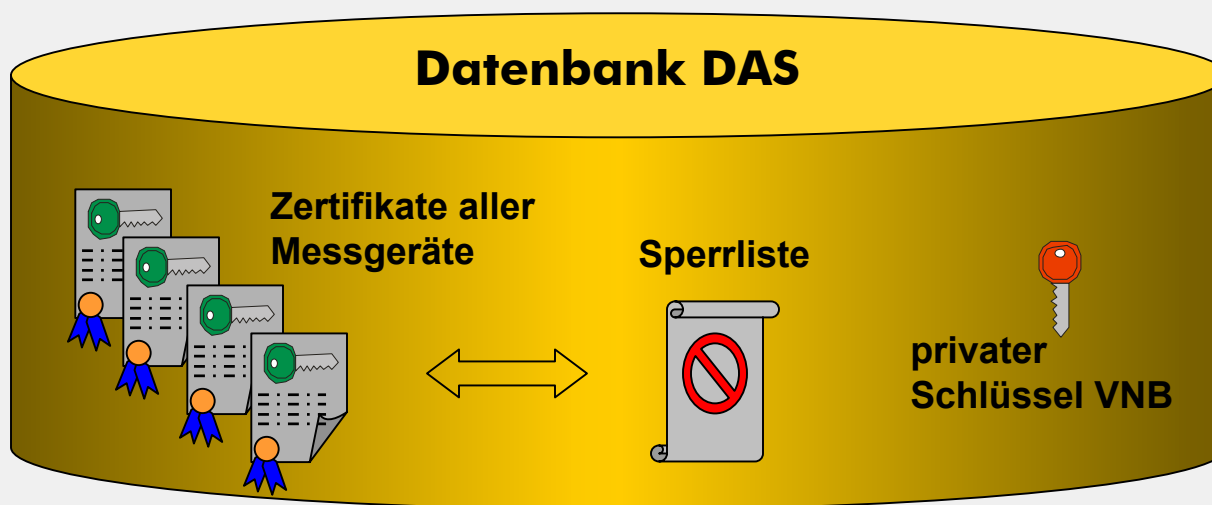 Datenbank DAS
Zertifikate aller
Messgeräte
Sperrliste
privater
Schlüssel VNB